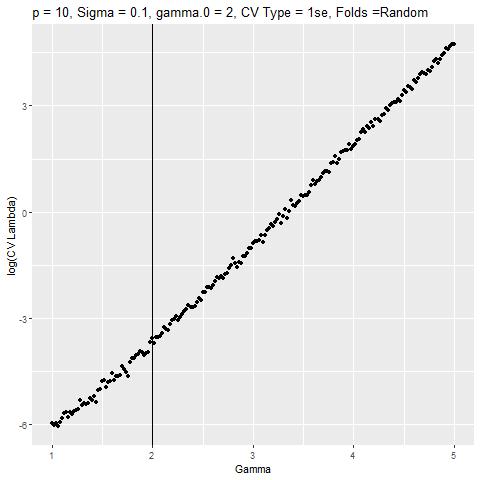 p = 10, Sigma = 0.1, gamma.0 = 2, CV Type = 1se, Folds =Random
log(CV Lambda)
3
0
-3
-6
1 2 3 4 5
Gamma